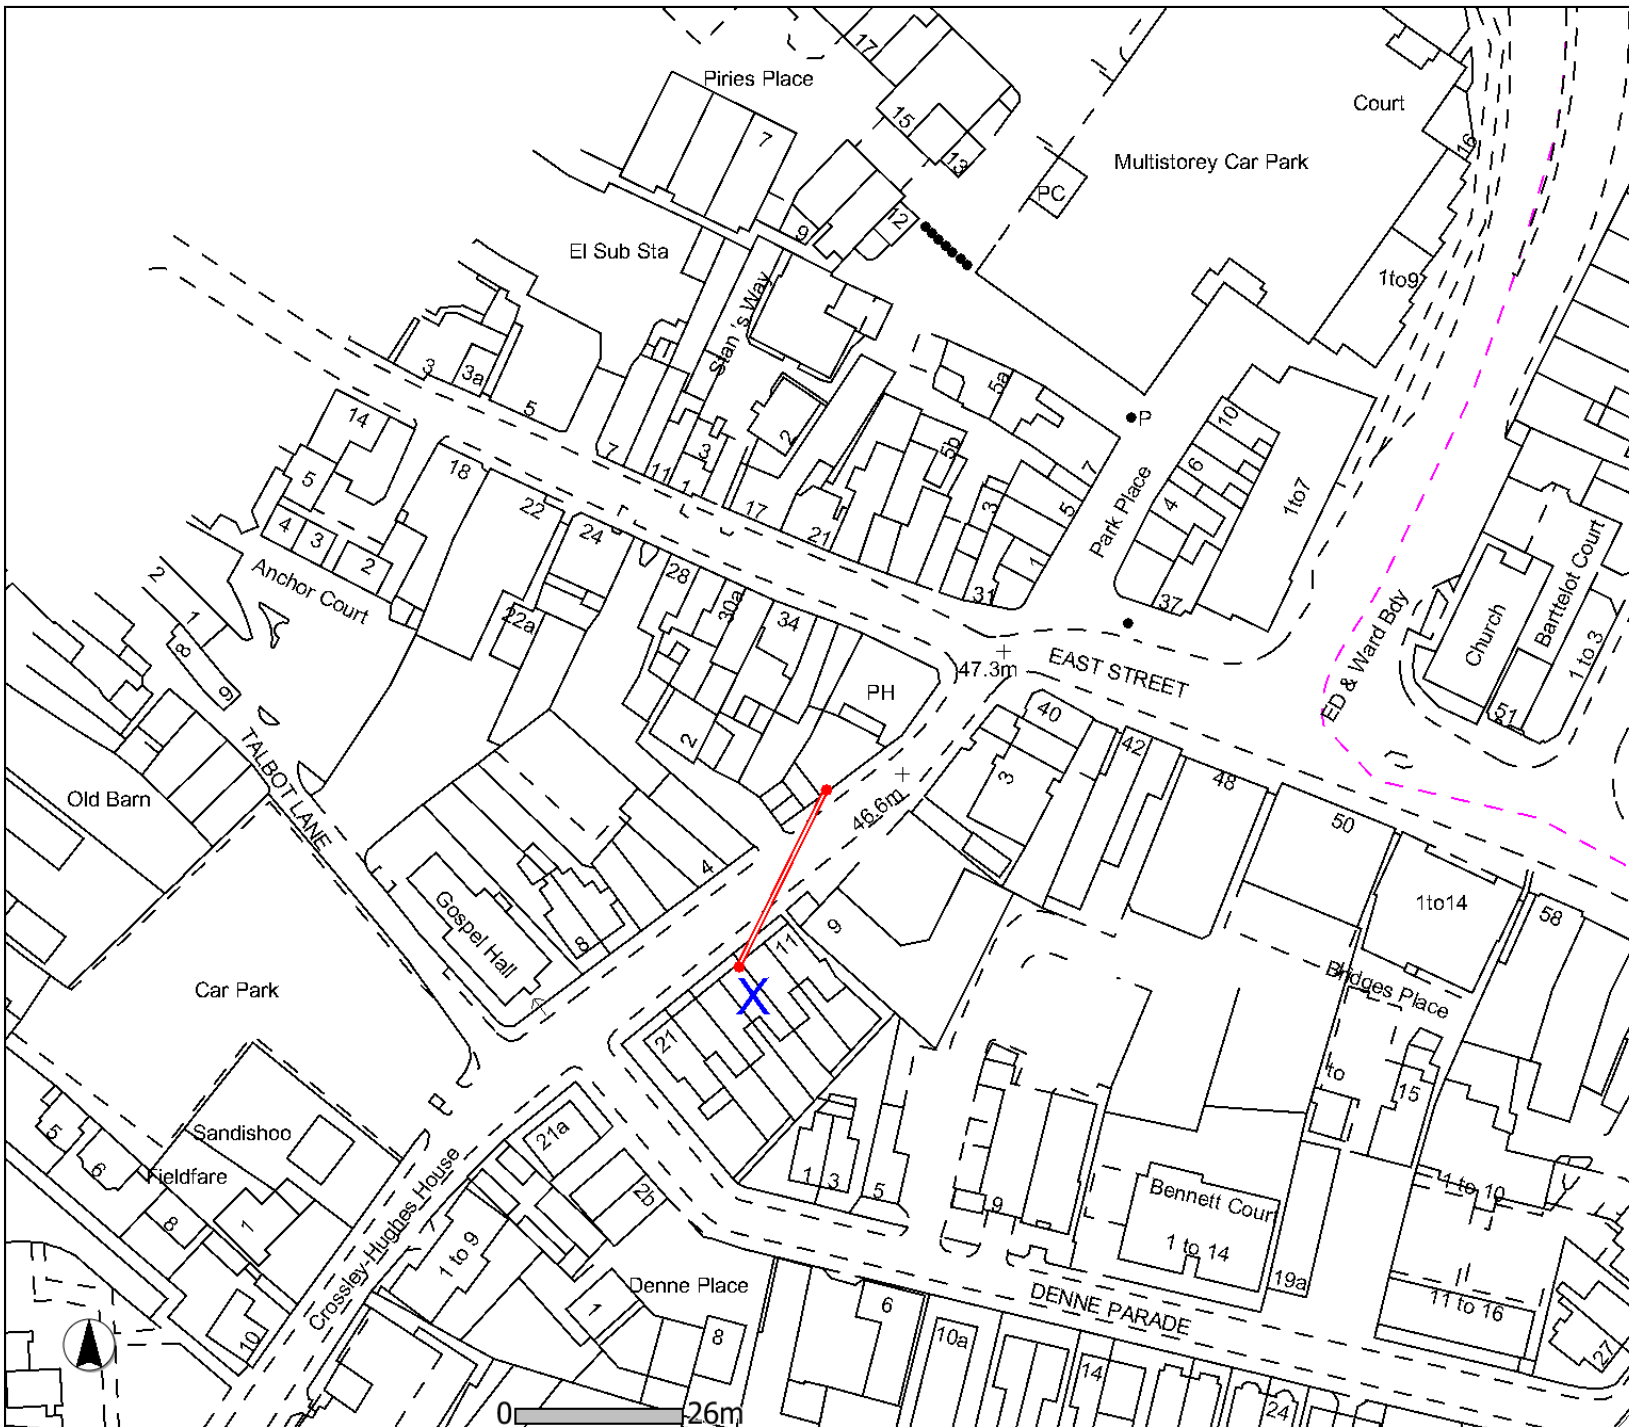 17
Piries Place
7
15
13
Court
16
Multistorey Car Park
PC
12
9
El Sub Sta
1to9
Stan's Way
3
3a
5
14
5
18
7
11
3
1
2
17
21
5b
5a
3
7
5
1
31
P
Park Place
10
6
4
37
1to7
22
24
4
3
2
Anchor Court
2
1
8
9
22a
28
30a
34
2
PH
47.3m
EAST STREET
ED & Ward Bdy
Church
Barttelot Court
1 to 3
51
40
42
3
48
50
46.6m
TALBOT LANE
Old Barn
4
8
Gospel Hall
9
11
X
21
1to14
58
Bridges Place
Car Park
to
15
5
6
Sandishoo
Fieldfare
8
1
10
21a
2b
1
3
5
9
Bennett Court
1 to 14
1 to 10
19a
11 to 16
27
Crossley-Hughes House
1 to 9
Denne Place
1
8
6
10a
14
24
DENNE PARADE
0 26m